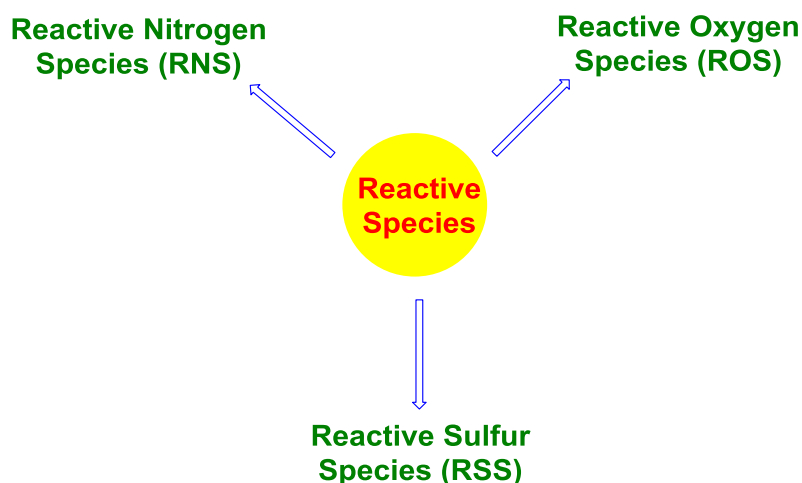 Reactive Nitrogen
Species (RNS)
Reactive Oxygen
Species (ROS)
Reactive
Species
Reactive Sulfur
Species (RSS)